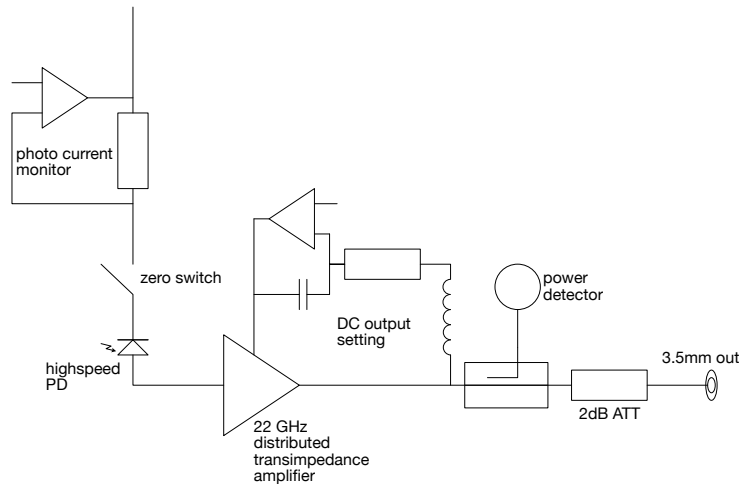 photo current
monitor
zero switch
highspeed
PD
DC output
setting
power
detector
3.5mm out
2dB ATT
22 GHz
distributed
transimpedance
amplifier